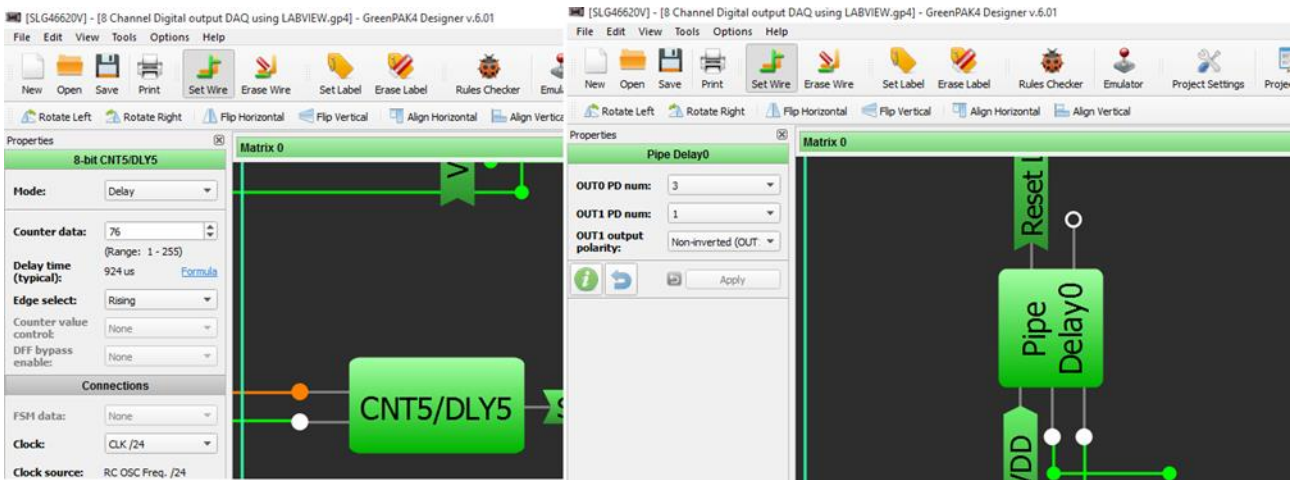 [SLG46620V] - [8 Channel Digital output DAQ using LABVIEW.gp4] - GreenPAK4 Designer v.6.01
File Edit View Tools Options Help
New Open Save Print Set Wire Erase Wire Set Label Erase Label Rules Checker Emul
Rotate Left Rotate Right Flip Horizontal Flip Vertical Align Horizontal Align Vertica
Properties
8-bit CNT5/DLY5
Mode: Delay
Counter data: 76
(Range: 1 - 255)
Delay time (typical): 924 us Formula
Edge select: Rising
Counter value control: None
DFF bypass enable: None
Connections
FSM data: None
Clock: CLK /24
Clock source: RC OSC Freq. /24
Matrix 0
V
CNT5/DLY5
S
[SLG46620V] - [8 Channel Digital output DAQ using LABVIEW.gp4] - GreenPAK4 Designer v.6.01
File Edit View Tools Options Help
New Open Save Print Set Wire Erase Wire Set Label Erase Label Rules Checker Emulator Project Settings Proje
Rotate Left Rotate Right Flip Horizontal Flip Vertical Align Horizontal Align Vertical
Properties
Pipe Delay0
OUT0 PD num: 3
OUT1 PD num: 1
OUT1 output polarity: Non-inverted (OUT
Apply
Matrix 0
Reset
Pipe
Delay0
VDD